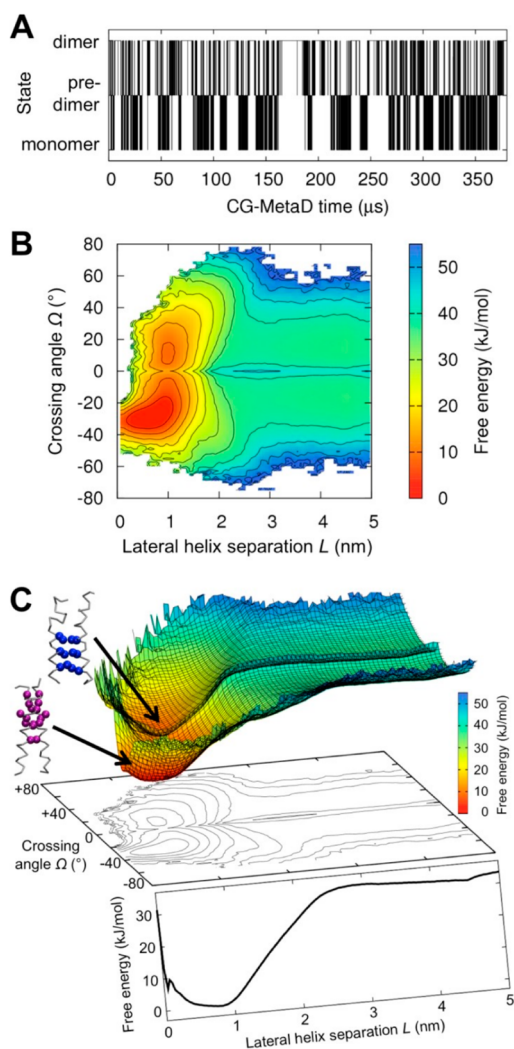 A
dimer
State
pre-
dimer
monomer
0 50 100 150 200 250 300 350
CG-MetaD time (μs)
B
Crossing angle Ω (°)
80
60
40
20
0
-20
-40
-60
-80
0 1 2 3 4 5
Lateral helix separation L (nm)
50
40
30
20
10
0
Free energy (kJ/mol)
C
50
40
30
20
10
0
Free energy (kJ/mol)
+80
+40
0
-40
-80
Crossing
angle Ω (°)
Free energy (kJ/mol)
30
20
10
0
0 1 2 3 4 5
Lateral helix separation L (nm)